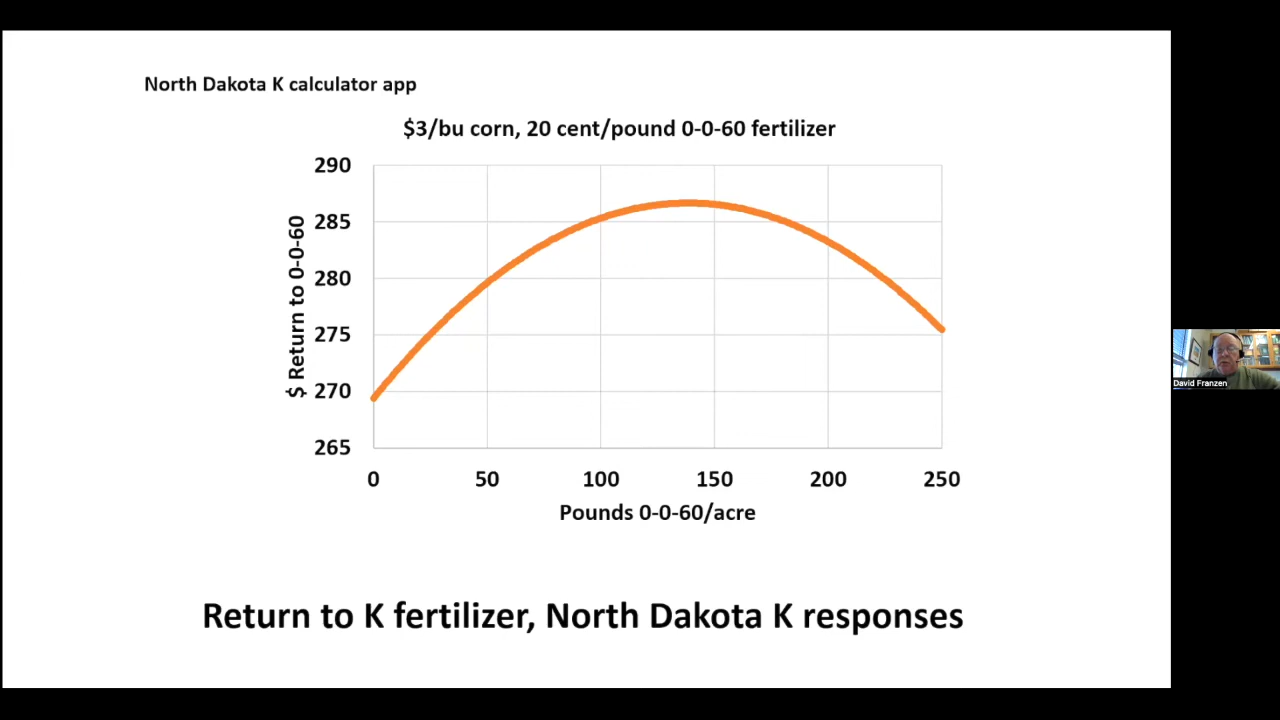 North Dakota K calculator app
$3/bu corn, 20 cent/pound 0-0-60 fertilizer
290
285
280
275
270
265
$ Return to 0-0-60
0 50 100 150 200 250
Pounds 0-0-60/acre
Return to K fertilizer, North Dakota K responses
David Franzen